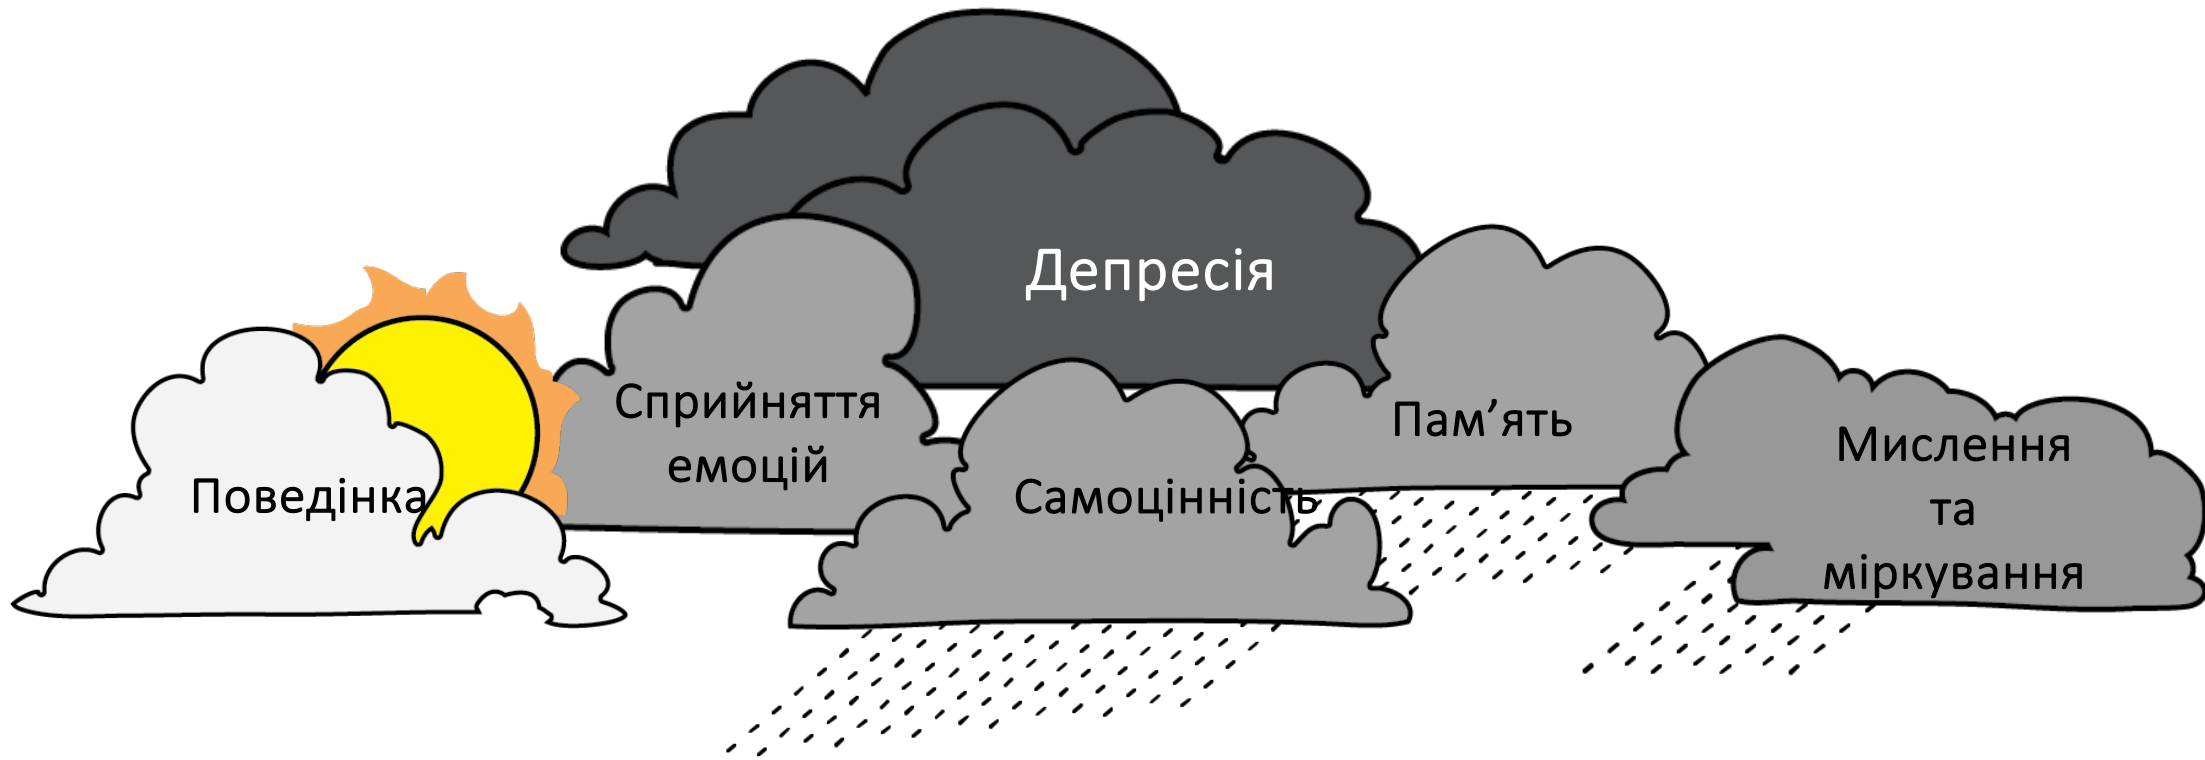 Депресія
Поведінка
Сприйняття
емоцій
Самоцінність
Пам’ять
Мислення
та
міркування